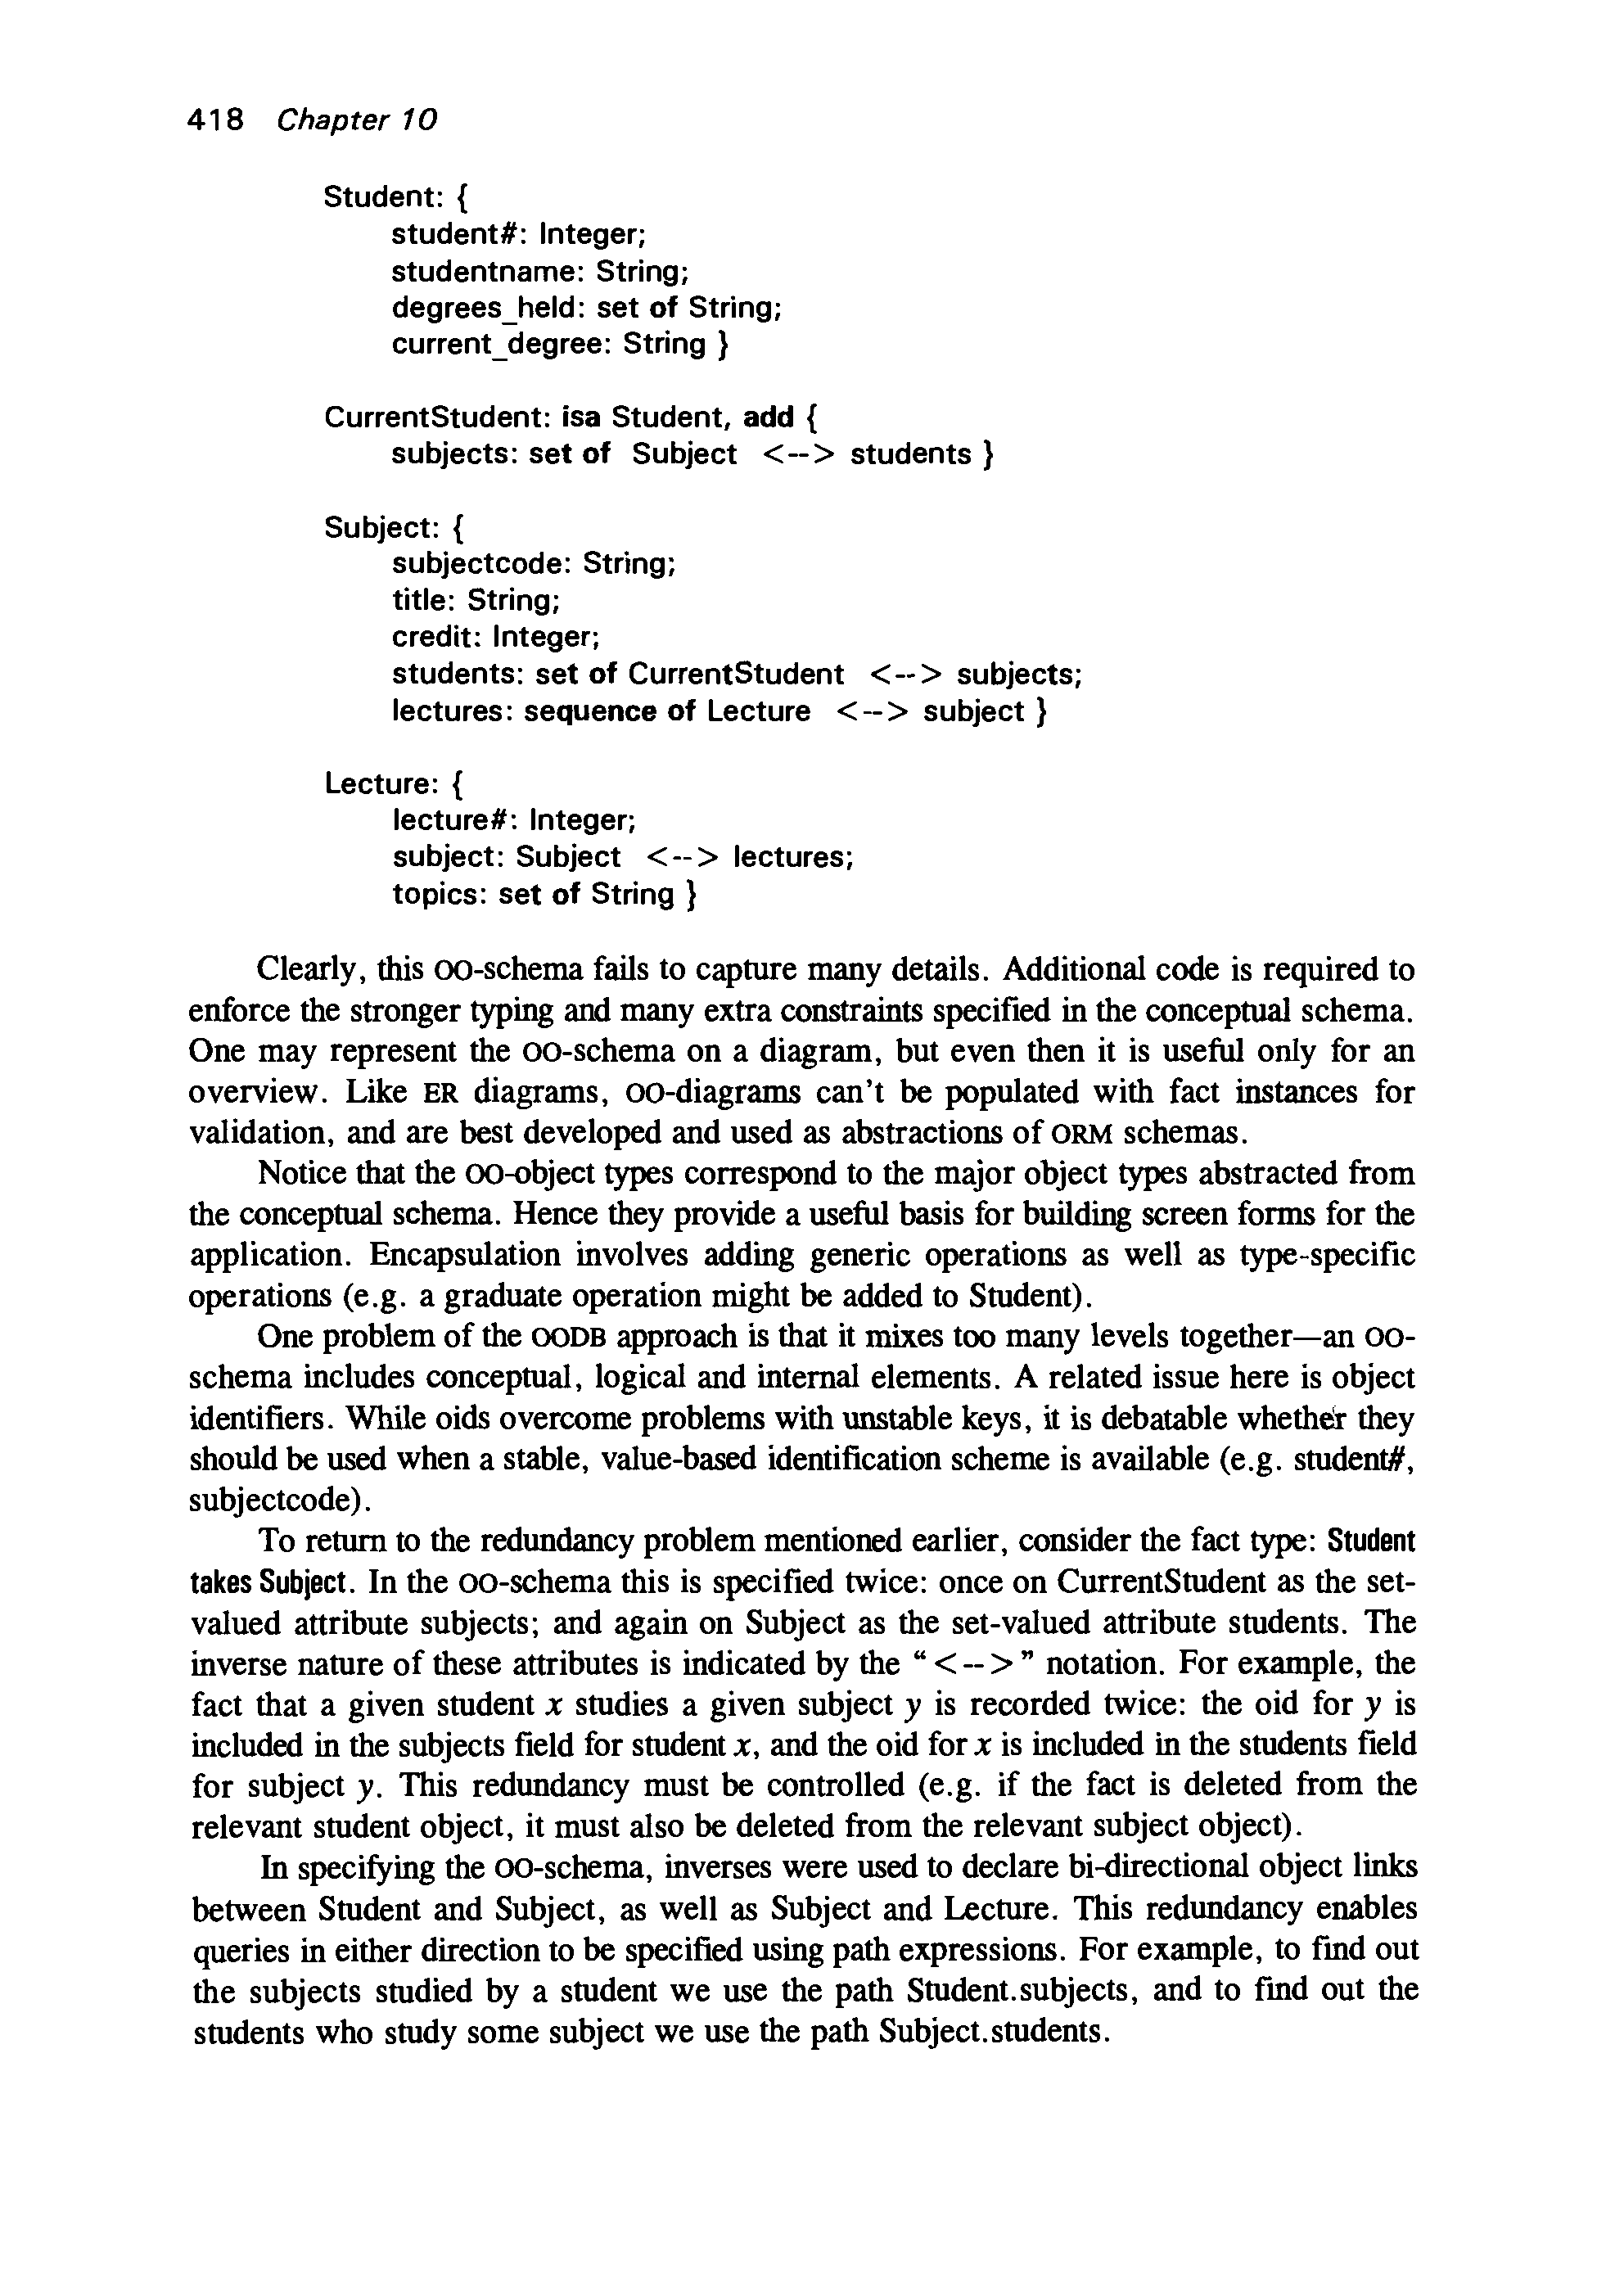 418 Chapter 10
Student: {
student#: Integer;
studentname: String;
degrees_held: set of String;
current_degree: String }
CurrentStudent: isa Student, add {
subjects: set of Subject <--> students }
Subject: {
subjectcode: String;
title: String;
credit: Integer;
students: set of CurrentStudent <--> subjects;
lectures: sequence of Lecture <--> subject }
Lecture: {
lecture#: Integer;
subject: Subject <--> lectures;
topics: set of String }
Clearly, this OO-schema fails to capture many details. Additional code is required to
enforce the stronger typing and many extra constraints specified in the conceptual schema.
One may represent the OO-schema on a diagram, but even then it is useful only for an
overview. Like ER diagrams, OO-diagrams can't be populated with fact instances for
validation, and are best developed and used as abstractions of ORM schemas.
Notice that the OO-object types correspond to the major object types abstracted from
the conceptual schema. Hence they provide a useful basis for building screen forms for the
application. Encapsulation involves adding generic operations as well as type-specific
operations (e.g. a graduate operation might be added to Student).
One problem of the OODB approach is that it mixes too many levels together—an OO-
schema includes conceptual, logical and internal elements. A related issue here is object
identifiers. While oids overcome problems with unstable keys, it is debatable whether they
should be used when a stable, value-based identification scheme is available (e.g. student#,
subjectcode).
To return to the redundancy problem mentioned earlier, consider the fact type: Student
takes Subject. In the OO-schema this is specified twice: once on CurrentStudent as the set-
valued attribute subjects; and again on Subject as the set-valued attribute students. The
inverse nature of these attributes is indicated by the "<-->" notation. For example, the
fact that a given student x studies a given subject y is recorded twice: the oid for y is
included in the subjects field for student x, and the oid for x is included in the students field
for subject y. This redundancy must be controlled (e.g. if the fact is deleted from the
relevant student object, it must also be deleted from the relevant subject object).
In specifying the OO-schema, inverses were used to declare bi-directional object links
between Student and Subject, as well as Subject and Lecture. This redundancy enables
queries in either direction to be specified using path expressions. For example, to find out
the subjects studied by a student we use the path Student.subjects, and to find out the
students who study some subject we use the path Subject.students.